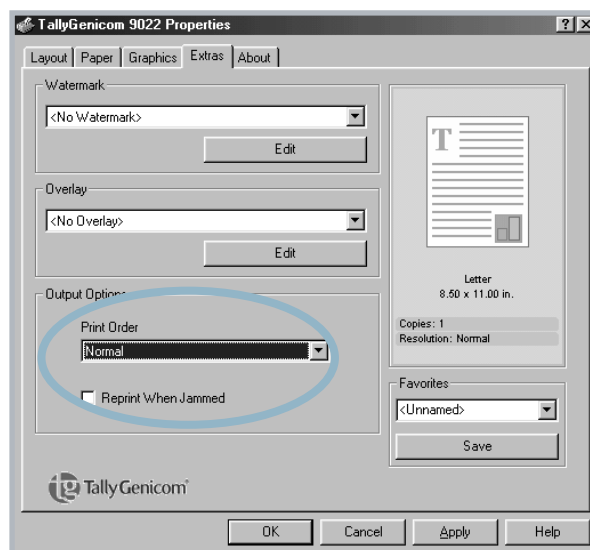 TallyGenicom 9022 Properties
Layout Paper Graphics Extras About
Watermark
<No Watermark>
Edit
Overlay
<No Overlay>
Edit
Output Options
Print Order
Normal
Reprint When Jammed
T
Letter
8.50 x 11.00 in.
Copies: 1
Resolution: Normal
Favorites
<Unnamed>
Save
tg TallyGenicom
OK Cancel Apply Help